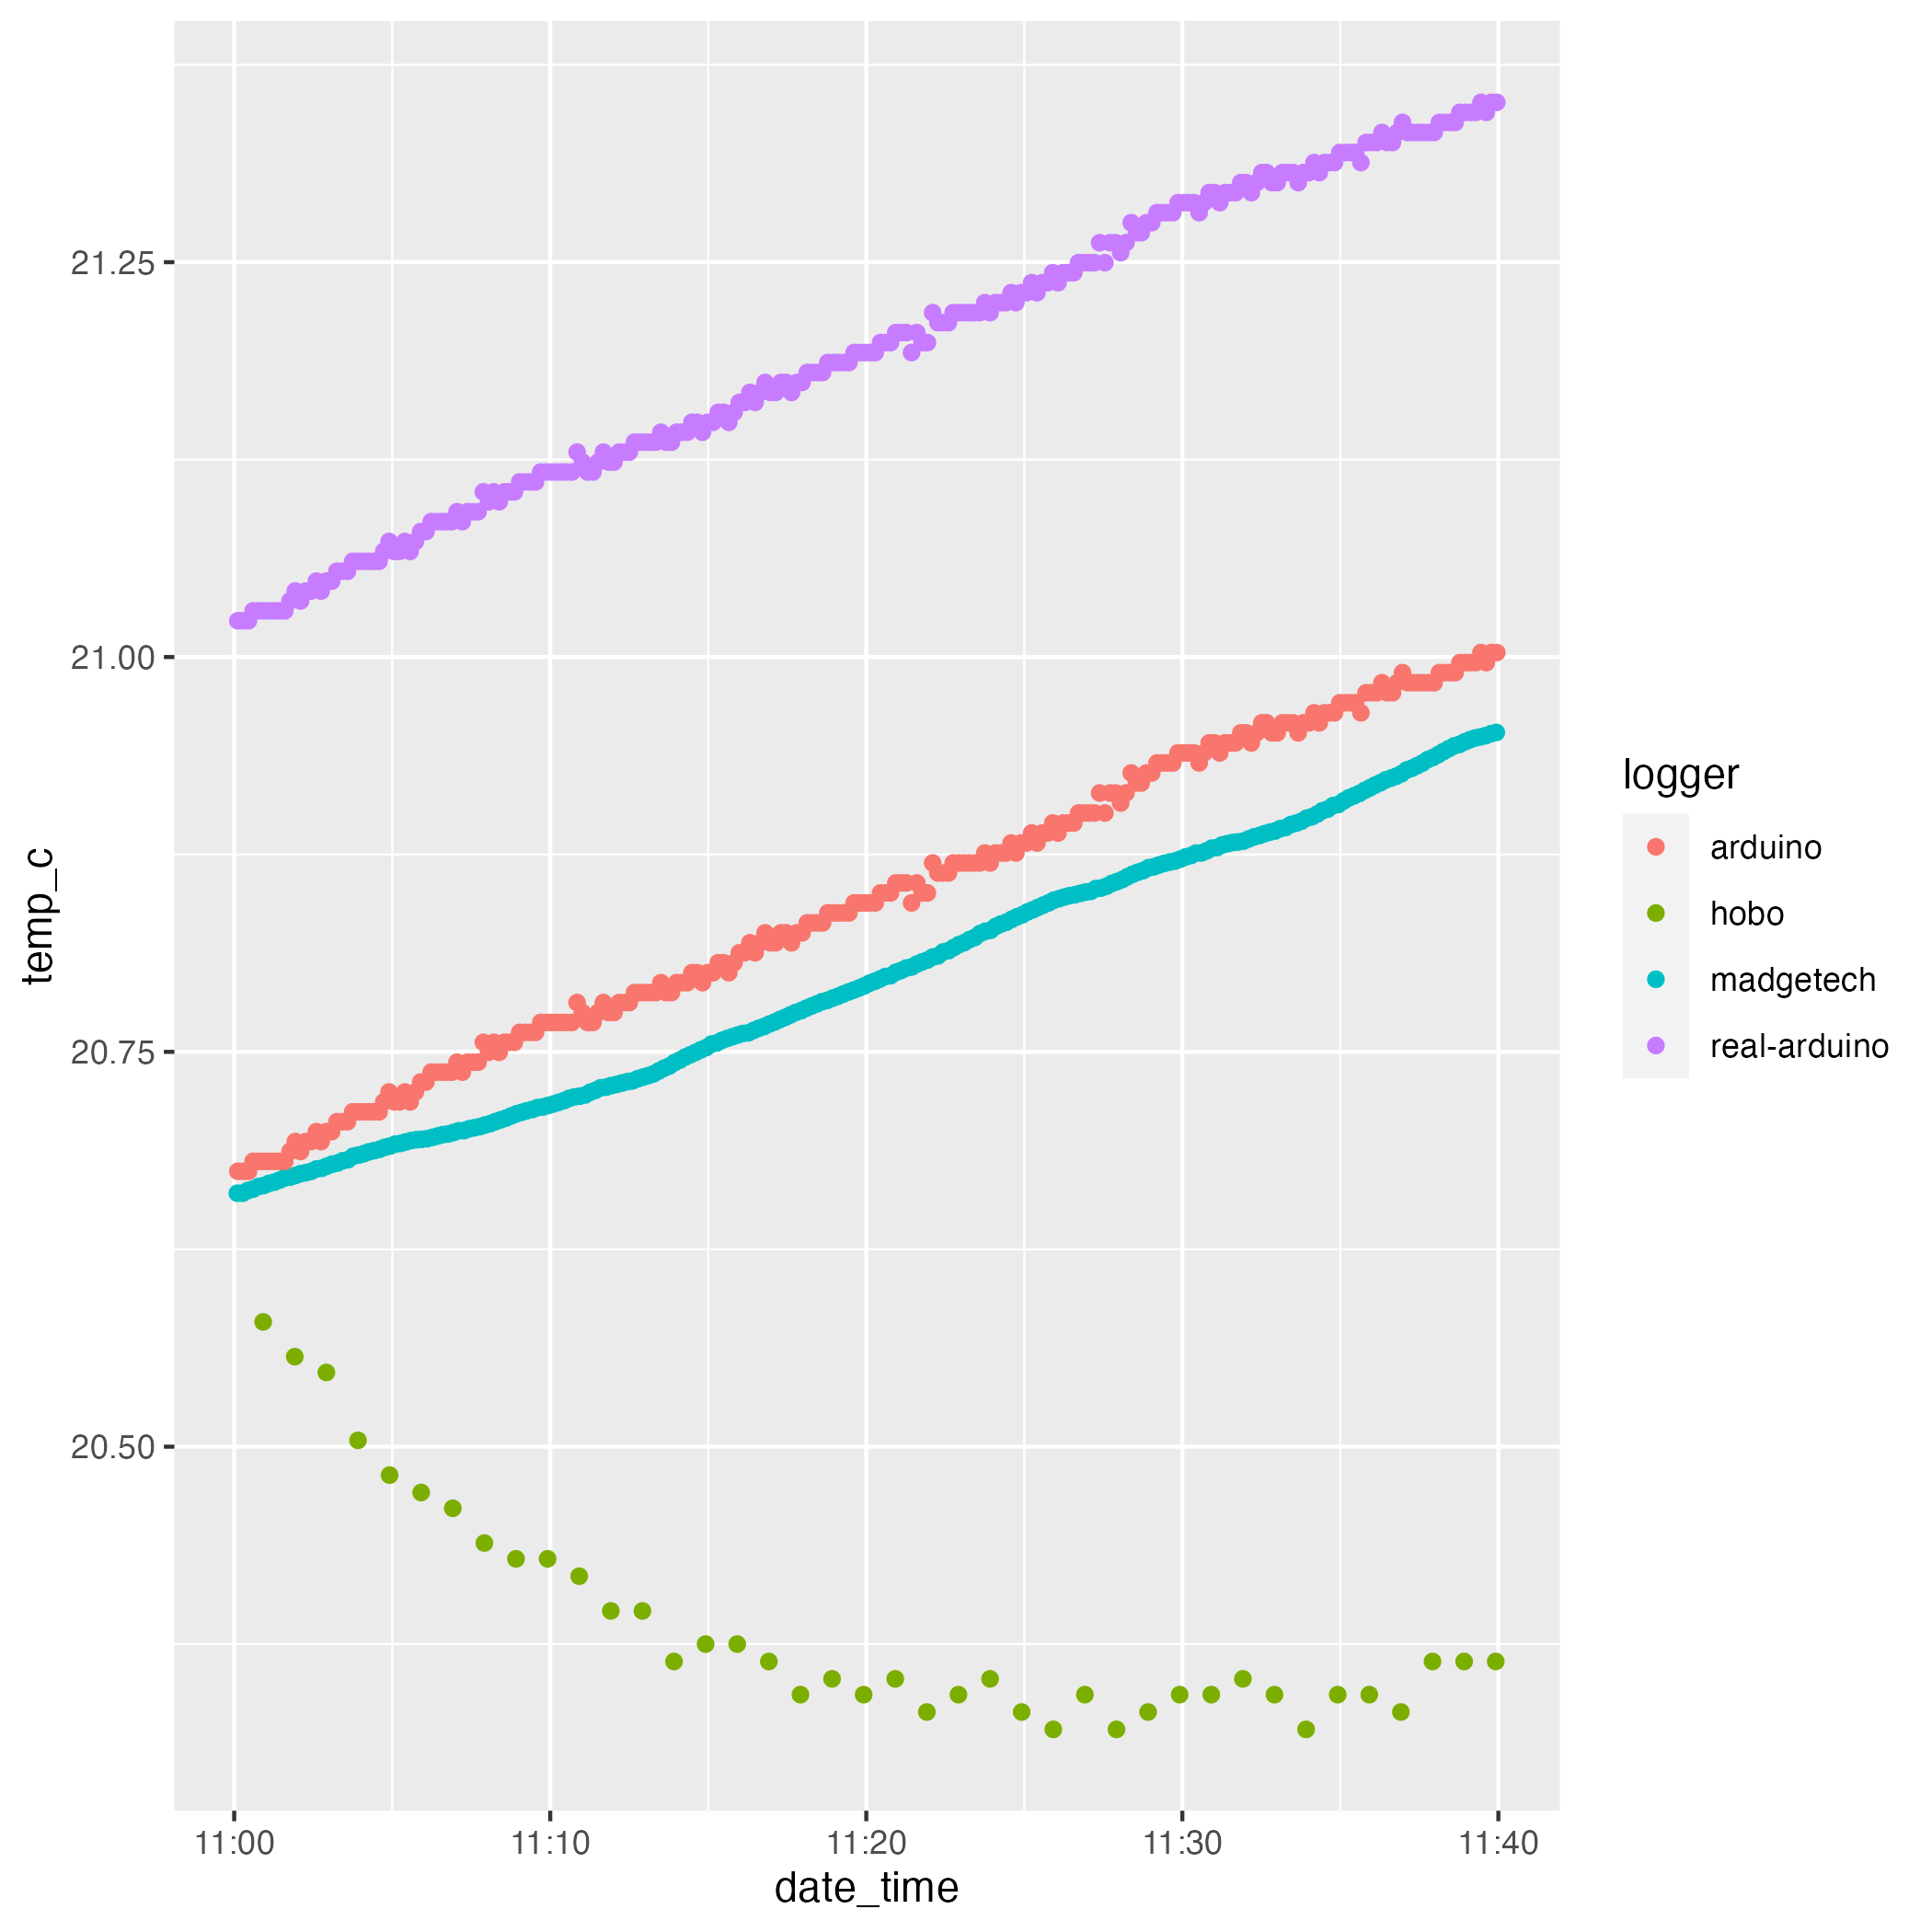 temp_c
21.25
21.00
20.75
20.50
11:00
11:10
11:20
11:30
11:40
date_time
logger
arduino
hobo
madgetech
real-arduino